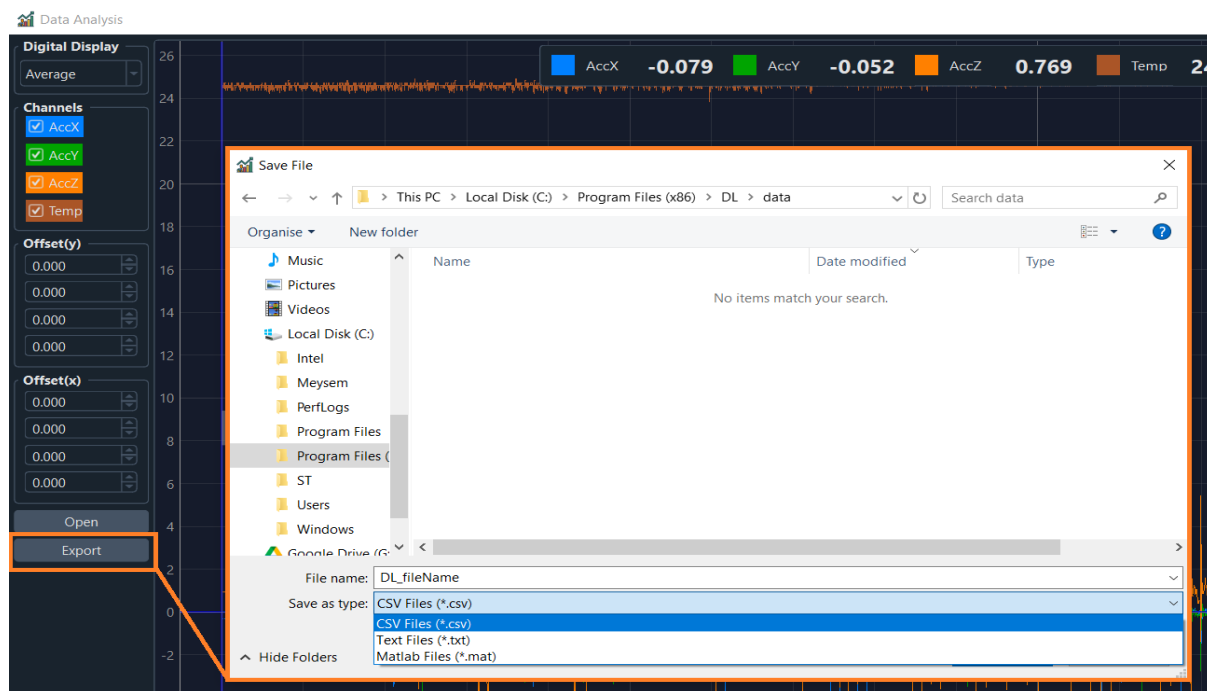 Data Analysis
Digital Display
Average
Channels
AccX
AccY
AccZ
Temp
Offset(y)
0.000
0.000
0.000
0.000
Offset(x)
0.000
0.000
0.000
0.000
Open
Export
26
24
22
20
18
16
14
12
10
8
6
4
2
0
-2
AccX -0.079 AccY -0.052 AccZ 0.769 Temp
Save File
This PC > Local Disk (C:) > Program Files (x86) > DL > data
Search data
Organise New folder
Name Date modified Type
No items match your search.
Music
Pictures
Videos
Local Disk (C:)
Intel
Meysem
PerfLogs
Program Files
Program Files (
ST
Users
Windows
Google Drive (G:
File name: DL_fileName
Save as type: CSV Files (*.csv)
CSV Files (*.csv)
Text Files (*.txt)
Matlab Files (*.mat)
Hide Folders